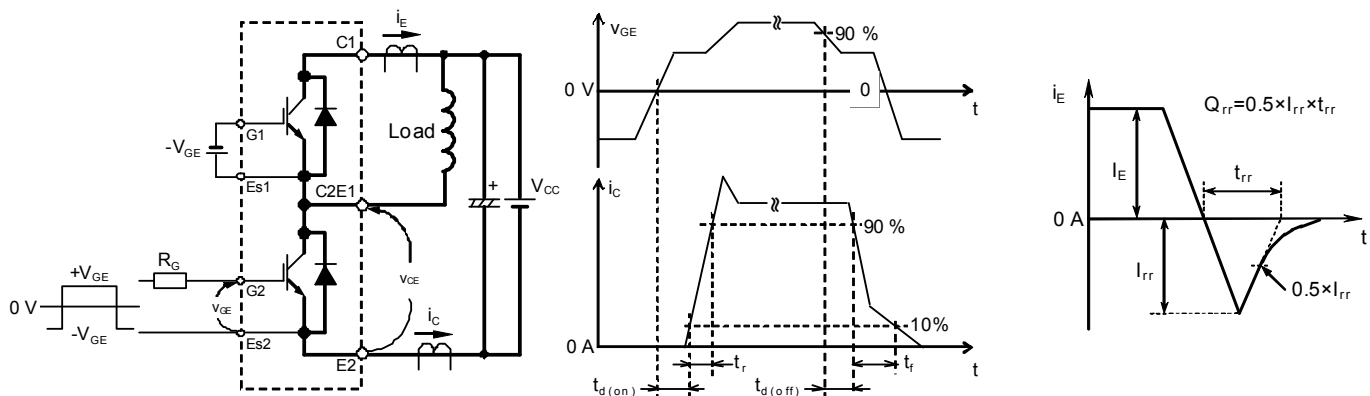 i_E
C1
G1
-V_GE
Es1
C2E1
Load
+
V_CC
R_G
+V_GE
0 V
-V_GE
v_GE
G2
Es2
v_CE
i_C
E2
v_GE
≈
90 %
0 V
0
t
i_C
≈
90 %
10%
0 A
t_r
t_f
t
t_d(on)
t_d(off)
i_E
Q_rr=0.5×I_rr×t_rr
I_E
t_rr
0 A
t
I_rr
0.5×I_rr